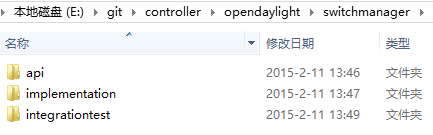 本地磁盘 (E:) ▸ git ▸ controller ▸ opendaylight ▸ switchmanager ▸
名称 修改日期 类型
api 2015-2-11 13:46 文件夹
implementation 2015-2-11 13:47 文件夹
integrationtest 2015-2-11 13:49 文件夹